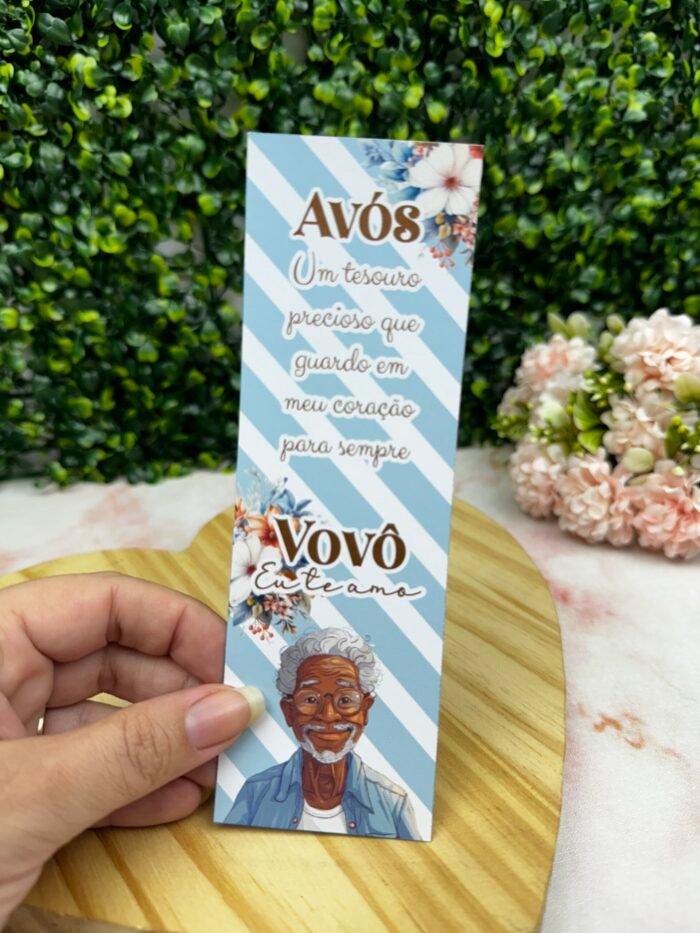 Avós
Um tesouro
precioso que
guardo em
meu coração
para sempre
Vovô
Eu te amo